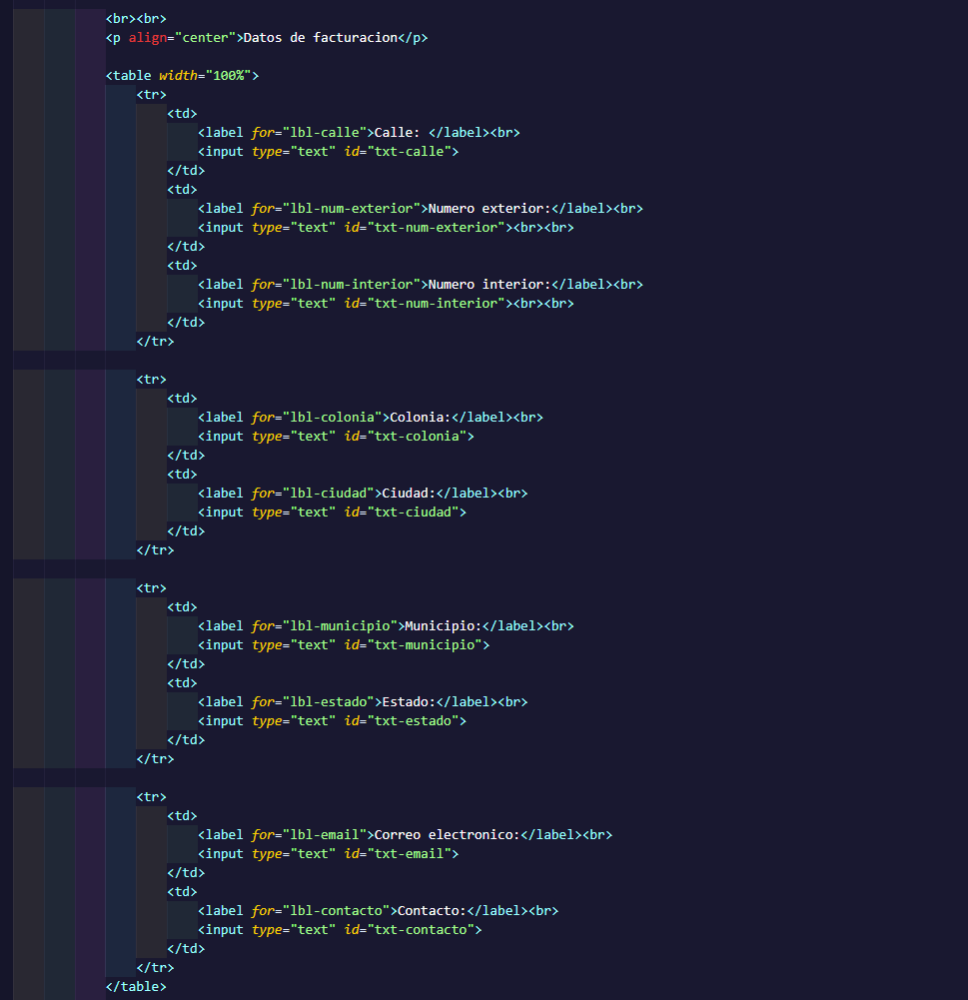 <br><br>
<p align="center">Datos de facturacion</p>
<table width="100%">
<tr>
<td>
<label for="lbl-calle">Calle: </label><br>
<input type="text" id="txt-calle">
</td>
<td>
<label for="lbl-num-exterior">Numero exterior:</label><br>
<input type="text" id="txt-num-exterior"><br><br>
</td>
<td>
<label for="lbl-num-interior">Numero interior:</label><br>
<input type="text" id="txt-num-interior"><br><br>
</td>
</tr>
<tr>
<td>
<label for="lbl-colonia">Colonia:</label><br>
<input type="text" id="txt-colonia">
</td>
<td>
<label for="lbl-ciudad">Ciudad:</label><br>
<input type="text" id="txt-ciudad">
</td>
</tr>
<tr>
<td>
<label for="lbl-municipio">Municipio:</label><br>
<input type="text" id="txt-municipio">
</td>
<td>
<label for="lbl-estado">Estado:</label><br>
<input type="text" id="txt-estado">
</td>
</tr>
<tr>
<td>
<label for="lbl-email">Correo electronico:</label><br>
<input type="text" id="txt-email">
</td>
<td>
<label for="lbl-contacto">Contacto:</label><br>
<input type="text" id="txt-contacto">
</td>
</tr>
</table>